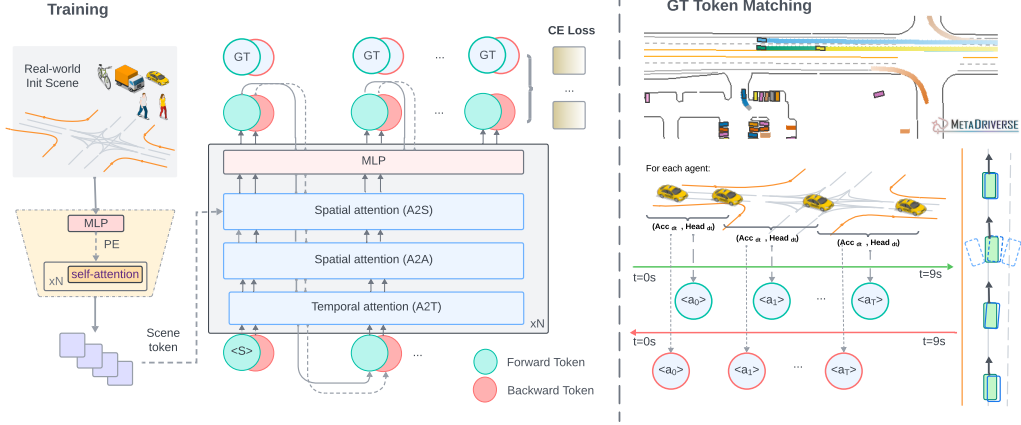 Training
Real-world
Init Scene
MLP
PE
xN
self-attention
Scene
token
GT
GT
...
GT
CE Loss
...
...
MLP
Spatial attention (A2S)
Spatial attention (A2A)
Temporal attention (A2T)
xN
<S>
...
Forward Token
Backward Token
GT Token Matching
METADRIVERSE
For each agent:
(Acc dt , Head dt)
(Acc dt , Head dt)
(Acc dt , Head dt)
t=0s
t=9s
<a0>
<a1>
...
<aT>
t=0s
t=9s
<a0>
<a1>
...
<aT>